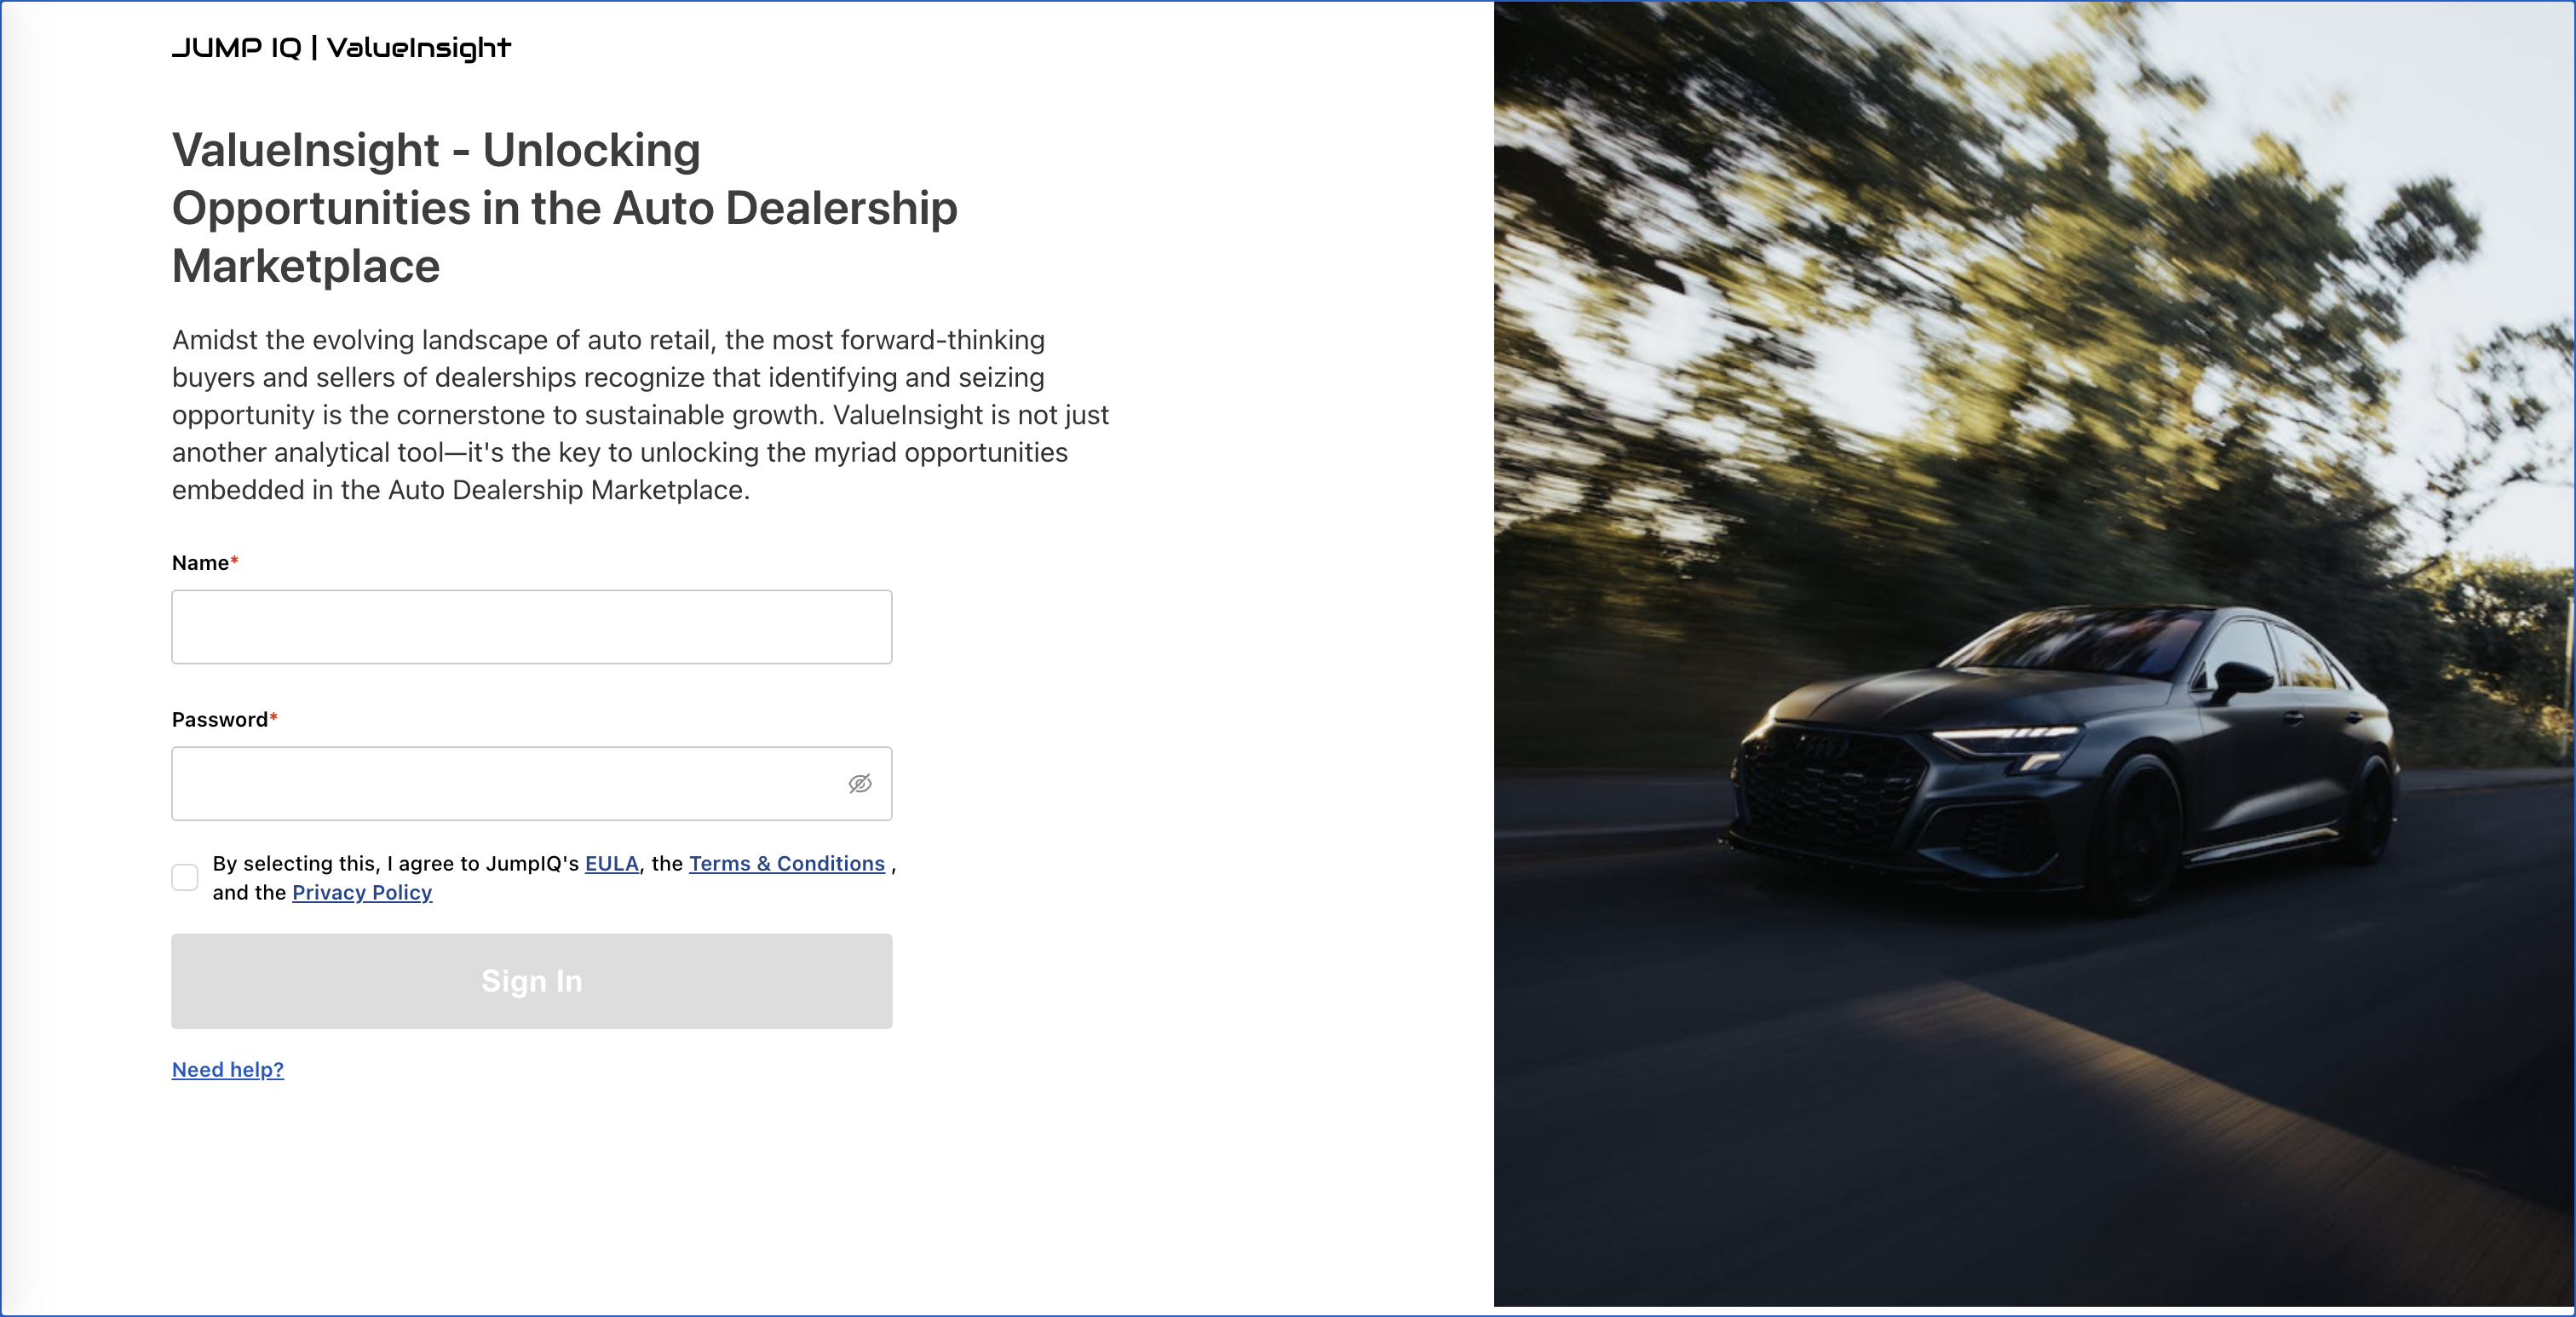 JUMP IQ | ValueInsight
ValueInsight - Unlocking
Opportunities in the Auto Dealership
Marketplace
Amidst the evolving landscape of auto retail, the most forward-thinking
buyers and sellers of dealerships recognize that identifying and seizing
opportunity is the cornerstone to sustainable growth. ValueInsight is not just
another analytical tool—it's the key to unlocking the myriad opportunities
embedded in the Auto Dealership Marketplace.
Name*
Password*
By selecting this, I agree to JumpIQ's EULA, the Terms & Conditions ,
and the Privacy Policy
Sign In
Need help?